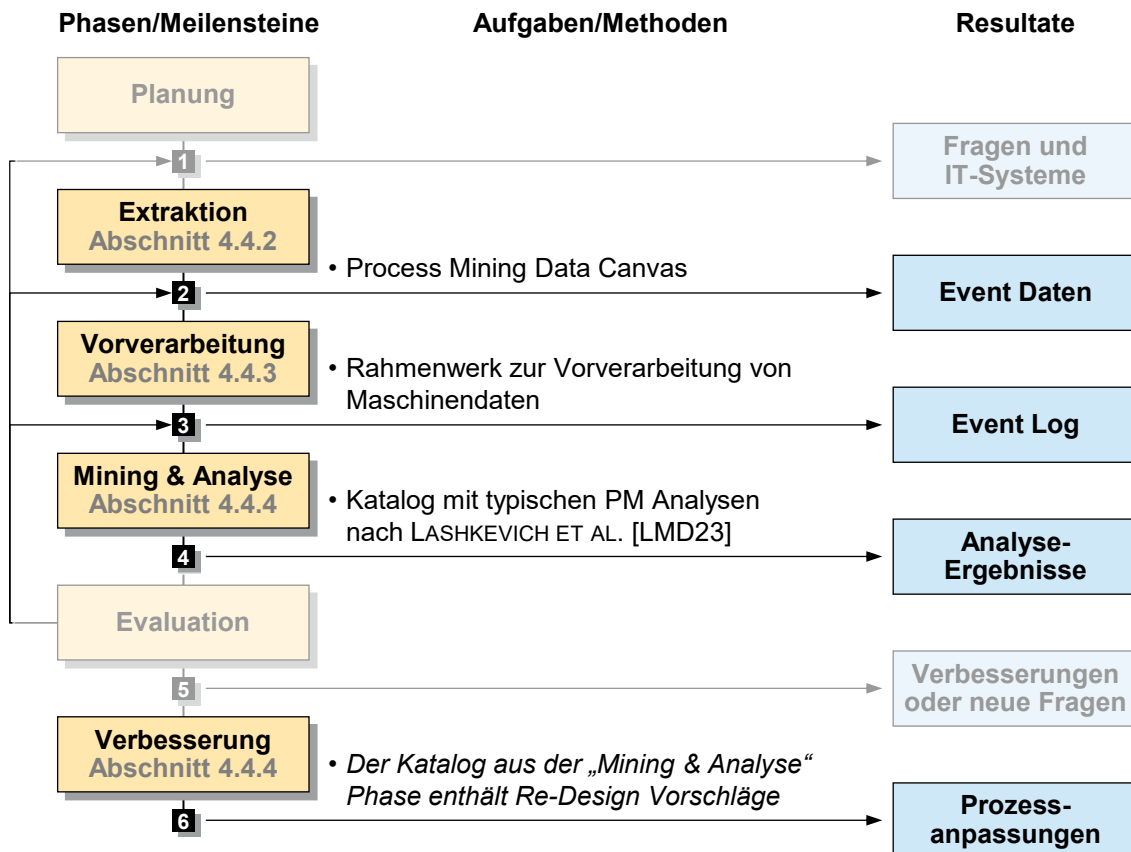 Phasen/Meilensteine
Aufgaben/Methoden
Resultate
Planung
1
Fragen und
IT-Systeme
Extraktion
Abschnitt 4.4.2
• Process Mining Data Canvas
2
Event Daten
Vorverarbeitung
Abschnitt 4.4.3
• Rahmenwerk zur Vorverarbeitung von
Maschinendaten
3
Event Log
Mining & Analyse
Abschnitt 4.4.4
• Katalog mit typischen PM Analysen
nach LASHKEVICH ET AL. [LMD23]
4
Analyse-
Ergebnisse
Evaluation
5
Verbesserungen
oder neue Fragen
Verbesserung
Abschnitt 4.4.4
• Der Katalog aus der „Mining & Analyse“
Phase enthält Re-Design Vorschläge
6
Prozess-
anpassungen